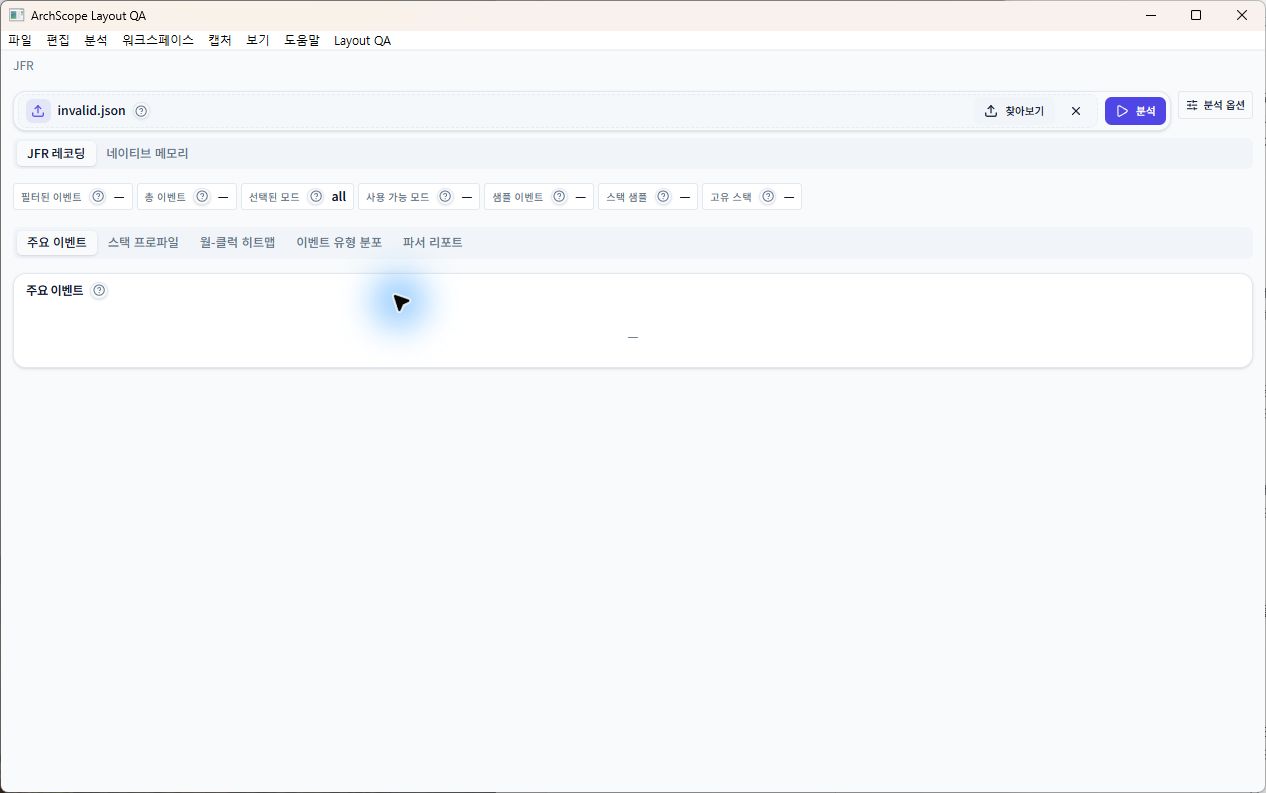 ArchScope Layout QA
파일 편집 분석 워크스페이스 캡처 보기 도움말 Layout QA
JFR
invalid.json 찾아보기 분석 분석 옵션
JFR 레코딩 네이티브 메모리
필터된 이벤트 — 총 이벤트 — 선택된 모드 all 사용 가능 모드 — 샘플 이벤트 — 스택 샘플 — 고유 스택 —
주요 이벤트 스택 프로파일 월-클럭 히트맵 이벤트 유형 분포 파서 리포트
주요 이벤트
—